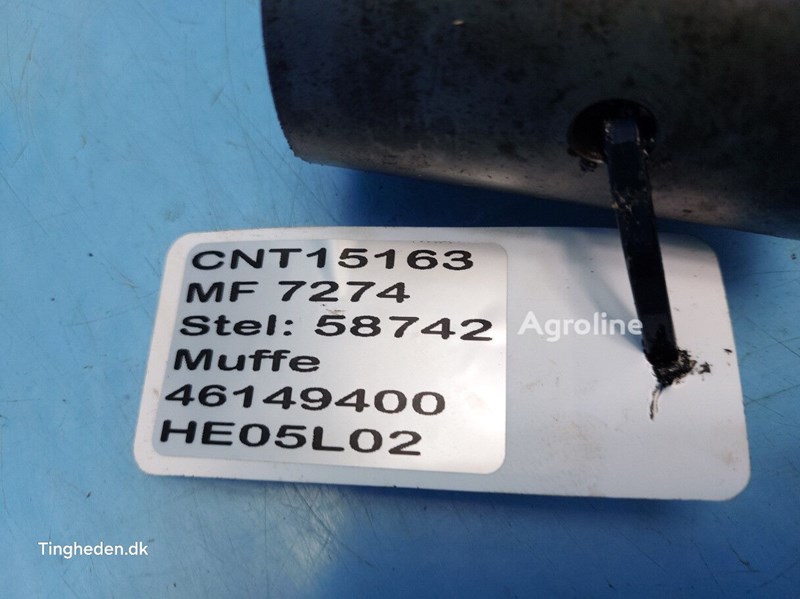 CNT15163
MF 7274
Stel: 58742
Muffe
46149400
HE05L02
Agroline
Tingheden.dk